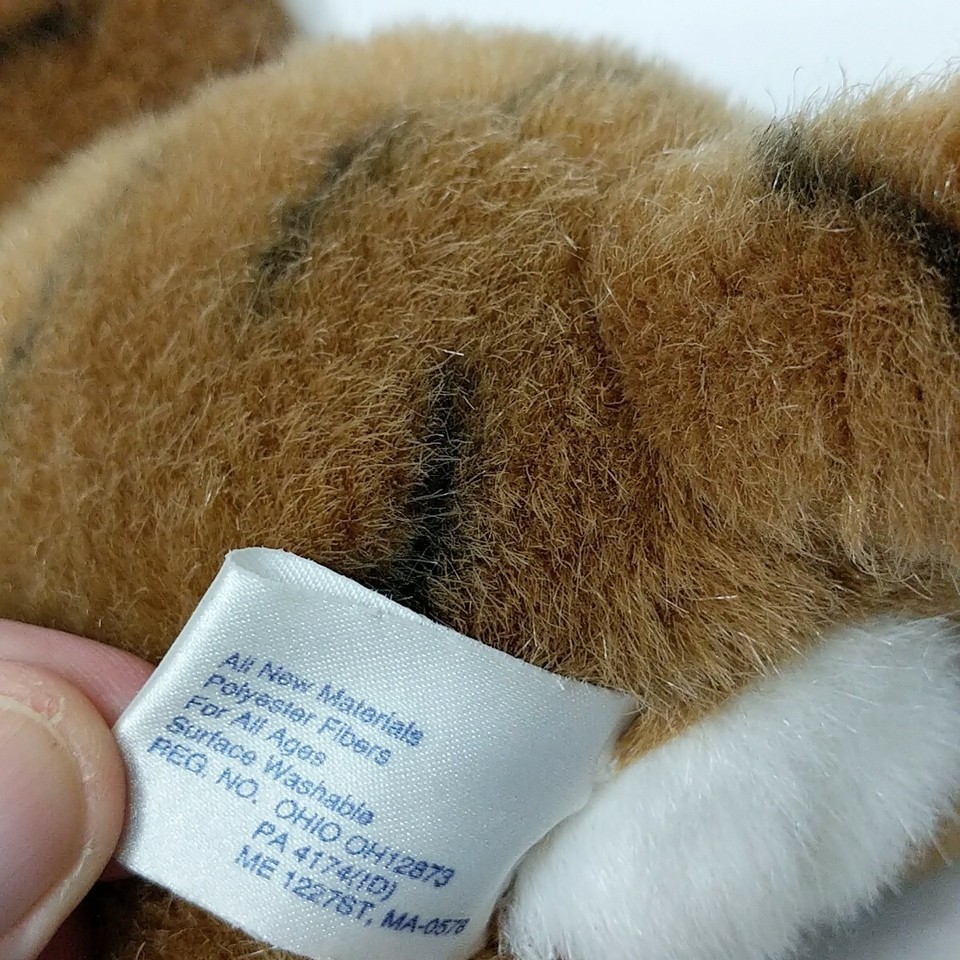 All New Materials
Polyester Fibers
For All Ages
Surface Washable
REG. NO. OHIO OH12873
PA 4174(1D)
ME 1227ST, MA-0578